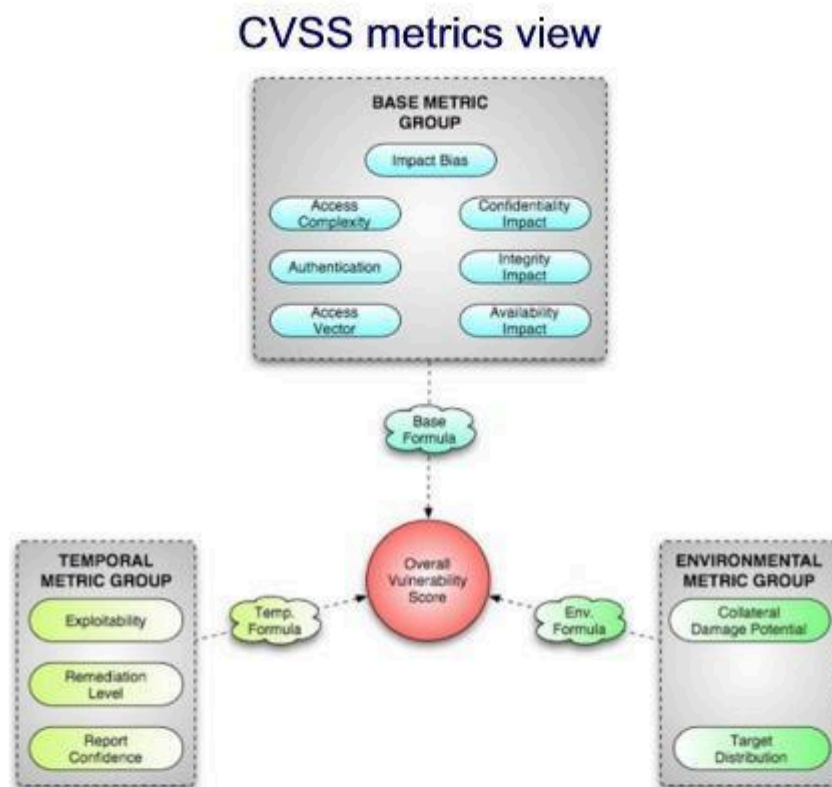 CVSS metrics view
BASE METRIC
GROUP
Impact Bias
Access
Complexity
Confidentiality
Impact
Authentication
Integrity
Impact
Access
Vector
Availability
Impact
Base
Formula
TEMPORAL
METRIC GROUP
Exploitability
Remediation
Level
Report
Confidence
Temp.
Formula
Overall
Vulnerability
Score
Env.
Formula
ENVIRONMENTAL
METRIC GROUP
Collateral
Damage Potential
Target
Distribution